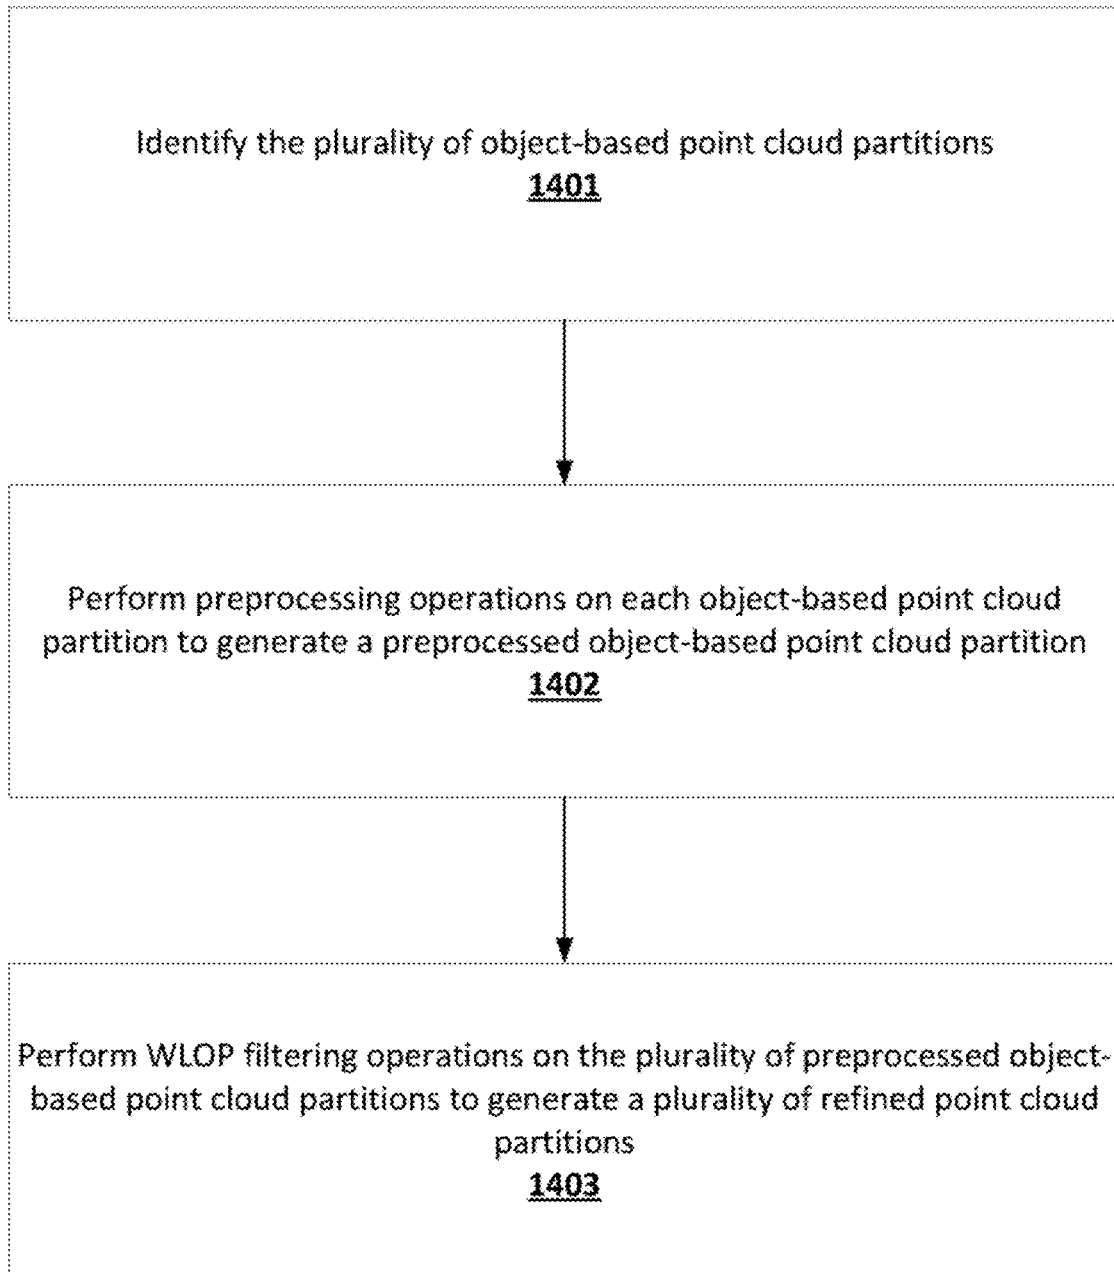 Identify the plurality of object-based point cloud partitions
1401
Perform preprocessing operations on each object-based point cloud
partition to generate a preprocessed object-based point cloud partition
1402
Perform WLOP filtering operations on the plurality of preprocessed object-
based point cloud partitions to generate a plurality of refined point cloud
partitions
1403